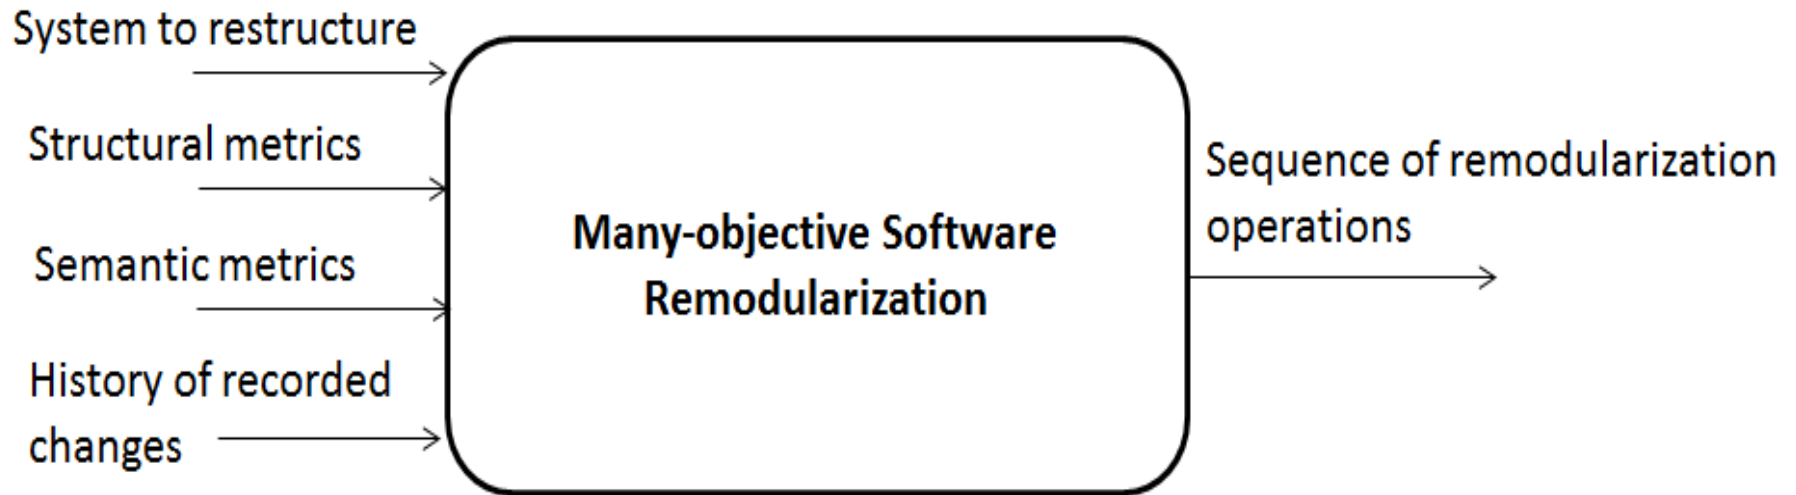 System to restructure
Structural metrics
Semantic metrics
History of recorded
changes
Many-objective Software
Remodularization
Sequence of remodularization
operations